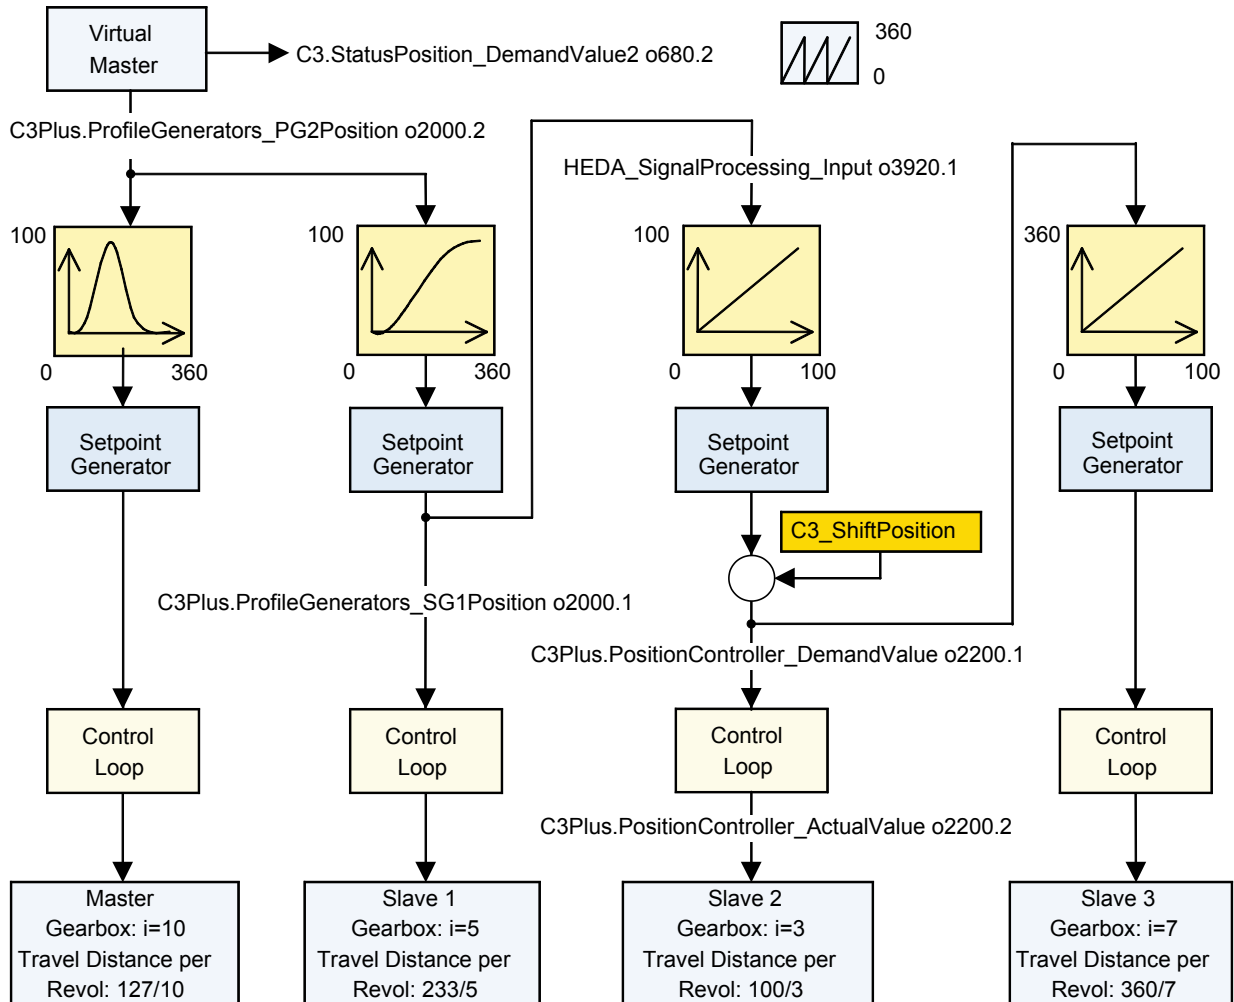 Virtual
Master
C3.StatusPosition_DemandValue2 o680.2
360
0
C3Plus.ProfileGenerators_PG2Position o2000.2
HEDA_SignalProcessing_Input o3920.1
100
100
100
360
0
360
0
360
0
100
0
100
Setpoint
Generator
Setpoint
Generator
Setpoint
Generator
Setpoint
Generator
C3_ShiftPosition
C3Plus.ProfileGenerators_SG1Position o2000.1
C3Plus.PositionController_DemandValue o2200.1
Control
Loop
Control
Loop
Control
Loop
Control
Loop
C3Plus.PositionController_ActualValue o2200.2
Master
Gearbox: i=10
Travel Distance per
Revol: 127/10
Slave 1
Gearbox: i=5
Travel Distance per
Revol: 233/5
Slave 2
Gearbox: i=3
Travel Distance per
Revol: 100/3
Slave 3
Gearbox: i=7
Travel Distance per
Revol: 360/7